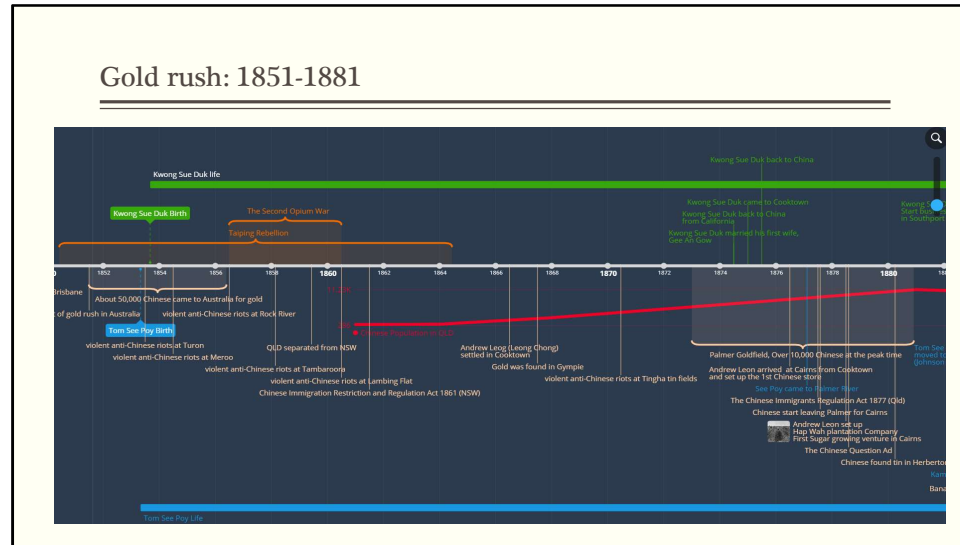 Gold rush: 1851-1881
Kwong Sue Duk back to China
Kwong Sue Duk life
Kwong Sue Duk came to Cooktown
Kwong Sue Duk Birth
The Second Opium War
Kwong Sue Duk back to China
from California
Kwong
Start
in Southport
Taiping Rebellion
Kwong Sue Duk married his first wife,
Gee An Gow
1852 1854 1856 1858 1860 1862 1864 1866 1868 1870 1872 1874 1876 1878 1880
Brisbane
About 50,000 Chinese came to Australia for gold
t of gold rush in Australia
violent anti-Chinese riots at Rock River
Tom See Poy Birth
Chinese Population in QLD
violent anti-Chinese riots at Turon
QLD separated from NSW
Andrew Leog (Leong Chong)
settled in Cooktown
Palmer Goldfield, Over 10,000 Chinese at the peak time
Tom See
moved to
violent anti-Chinese riots at Meroo
Gold was found in Gympie
violent anti-Chinese riots at Tambaroora
Andrew Leon arrived at Cairns from Cooktown
and set up the 1st Chinese store
violent anti-Chinese riots at Lambing Flat
violent anti-Chinese riots at Tingha tin fields
See Poy came to Palmer River
Chinese Immigration Restriction and Regulation Act 1861 (NSW)
The Chinese Immigrants Regulation Act 1877 (Qld)
Chinese start leaving Palmer for Cairns
Andrew Leon set up
Hap Wah plantation Company
First Sugar growing venture in Cairns
The Chinese Question Ad
Chinese found tin in Herberton
Kam
Bana
Tom See Poy Life